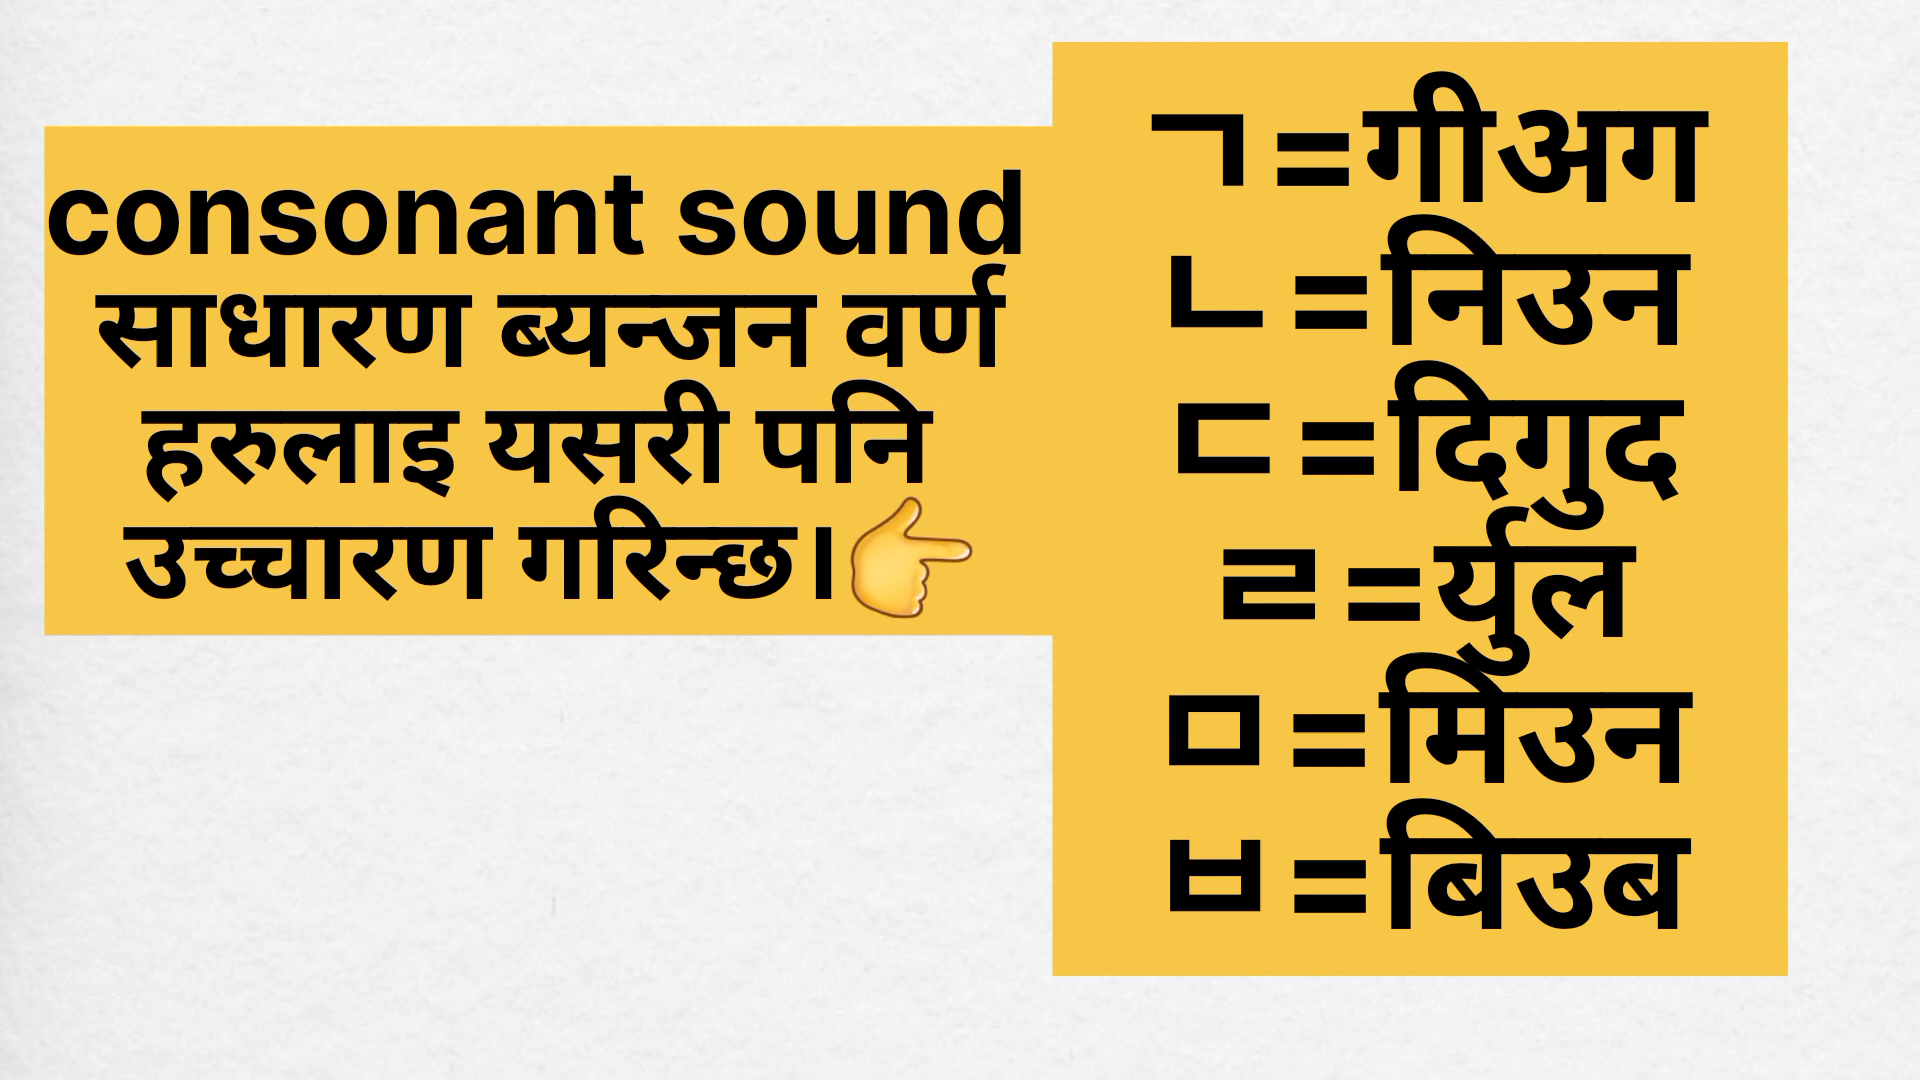 consonant sound
साधारण ब्यन्जन वर्ण
हरुलाइ यसरी पनि
उच्चारण गरिन्छ।👉
ㄱ=गीअग
ㄴ=निउन
ㄷ=दिगुद
ㄹ=र्युल
ㅁ=मिउन
ㅂ=बिउब